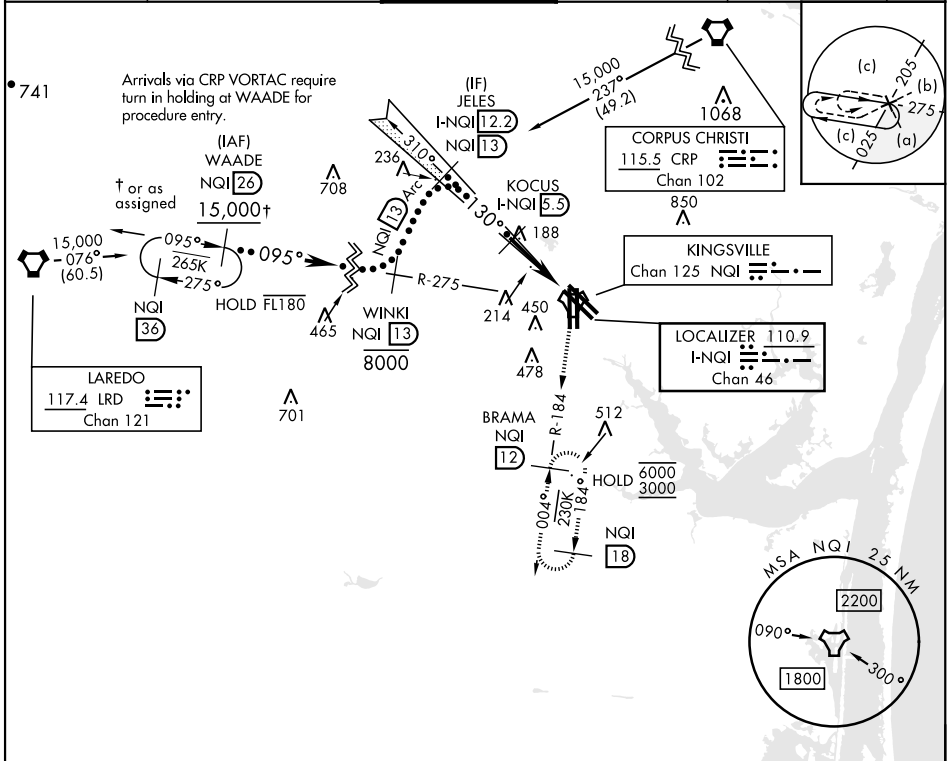 741
Arrivals via CRP VORTAC require
turn in holding at WAADE for
procedure entry.
(IAF)
WAADE
NQI 26
15,000†
† or as
assigned
15,000
076°
(60.5)
095°
265K
275°
HOLD FL180
NQI
36
LAREDO
117.4 LRD
Chan 121
095°
708
465
701
236
310°
NQI 13 Arc
WINKI
NQI 13
8000
R-275
(IF)
JELES
I-NQI 12.2
NQI 13
130°
KOCUS
I-NQI 5.5
188
214
450
478
15,000
237°
(49.2)
1068
CORPUS CHRISTI
115.5 CRP
Chan 102
850
KINGSVILLE
Chan 125 NQI
LOCALIZER 110.9
I-NQI
Chan 46
R-184
BRAMA
NQI
12
512
HOLD 6000
3000
004°
230K
184°
NQI
18
(c)
205
(b)
275
(a)
025
(c)
MSA NQI 25 NM
2200
090°
1800
300°